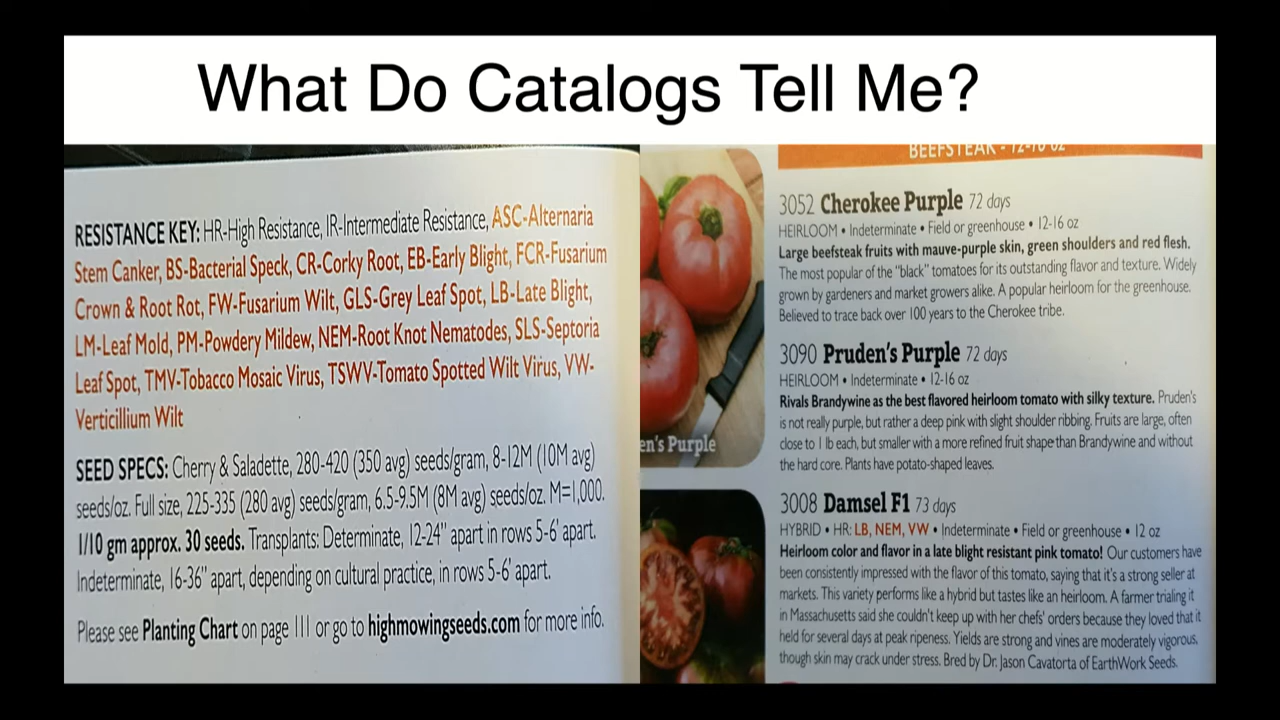 What Do Catalogs Tell Me?
RESISTANCE KEY: HR-High Resistance, IR-Intermediate Resistance, ASC-Alternaria
Stem Canker, BS-Bacterial Speck, CR-Corky Root, EB-Early Blight, FCR-Fusarium
Crown & Root Rot, FW-Fusarium Wilt, GLS-Grey Leaf Spot, LB-Late Blight,
LM-Leaf Mold, PM-Powdery Mildew, NEM-Root Knot Nematodes, SLS-Septoria
Leaf Spot, TMV-Tobacco Mosaic Virus, TSWV-Tomato Spotted Wilt Virus, VW-
Verticillium Wilt
SEED SPECS: Cherry & Saladette, 280-420 (350 avg) seeds/gram, 8-12M (10M avg)
seeds/oz. Full size, 225-335 (280 avg) seeds/gram, 6.5-9.5M (8M avg) seeds/oz. M=1,000.
1/10 gm approx. 30 seeds. Transplants: Determinate, 12-24" apart in rows 5-6' apart.
Indeterminate, 16-36" apart, depending on cultural practice, in rows 5-6' apart.
Please see Planting Chart on page 111 or go to highmowingseeds.com for more info.
en's Purple
BEEFSTEAK - 12-16 oz
3052 Cherokee Purple 72 days
HEIRLOOM • Indeterminate • Field or greenhouse • 12-16 oz
Large beefsteak fruits with mauve-purple skin, green shoulders and red flesh.
The most popular of the "black" tomatoes for its outstanding flavor and texture. Widely
grown by gardeners and market growers alike. A popular heirloom for the greenhouse.
Believed to trace back over 100 years to the Cherokee tribe.
3090 Pruden's Purple 72 days
HEIRLOOM • Indeterminate • 12-16 oz
Rivals Brandywine as the best flavored heirloom tomato with silky texture. Pruden's
is not really purple, but rather a deep pink with slight shoulder ribbing. Fruits are large, often
close to 1 lb each, but smaller with a more refined fruit shape than Brandywine and without
the hard core. Plants have potato-shaped leaves.
3008 Damsel F1 73 days
HYBRID • HR: LB, NEM, VW • Indeterminate • Field or greenhouse • 12 oz
Heirloom color and flavor in a late blight resistant pink tomato! Our customers have
been consistently impressed with the flavor of this tomato, saying that it's a strong seller at
markets. This variety performs like a hybrid but tastes like an heirloom. A farmer trialing it
in Massachusetts said she couldn't keep up with her chefs' orders because they loved that it
held for several days at peak ripeness. Yields are strong and vines are moderately vigorous,
though skin may crack under stress. Bred by Dr. Jason Cavatorta of EarthWork Seeds.